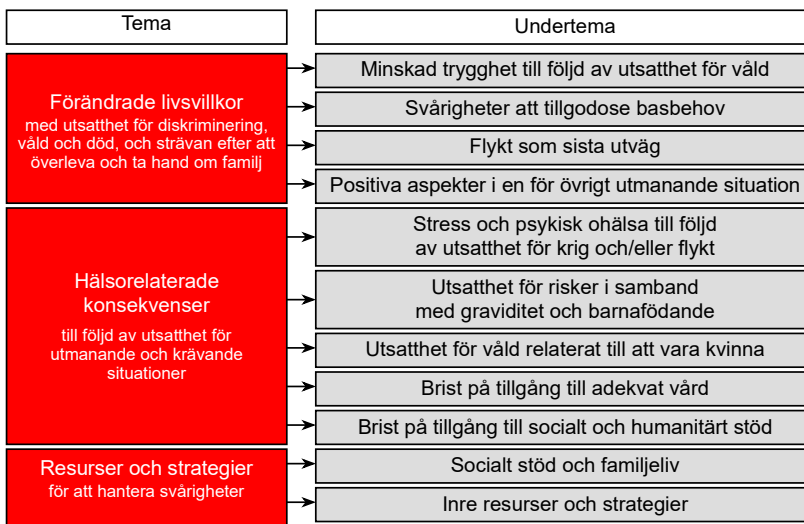 Tema
Undertema
Förändrade livsvillkor
med utsatthet för diskriminering,
våld och död, och strävan efter att
överleva och ta hand om familj
Minskad trygghet till följd av utsatthet för våld
Svårigheter att tillgodose basbehov
Flykt som sista utväg
Positiva aspekter i en för övrigt utmanande situation
Hälsorelaterade
konsekvenser
till följd av utsatthet för
utmanande och krävande
situationer
Stress och psykisk ohälsa till följd
av utsatthet för krig och/eller flykt
Utsatthet för risker i samband
med graviditet och barnafödande
Utsatthet för våld relaterat till att vara kvinna
Brist på tillgång till adekvat vård
Brist på tillgång till socialt och humanitärt stöd
Resurser och strategier
för att hantera svårigheter
Socialt stöd och familjeliv
Inre resurser och strategier